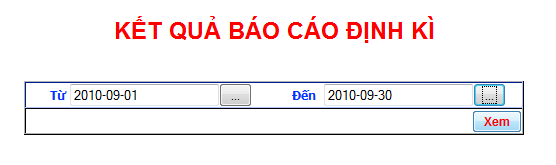 KẾT QUẢ BÁO CÁO ĐỊNH KÌ
Từ 2010-09-01 ... Đến 2010-09-30 ...
Xem